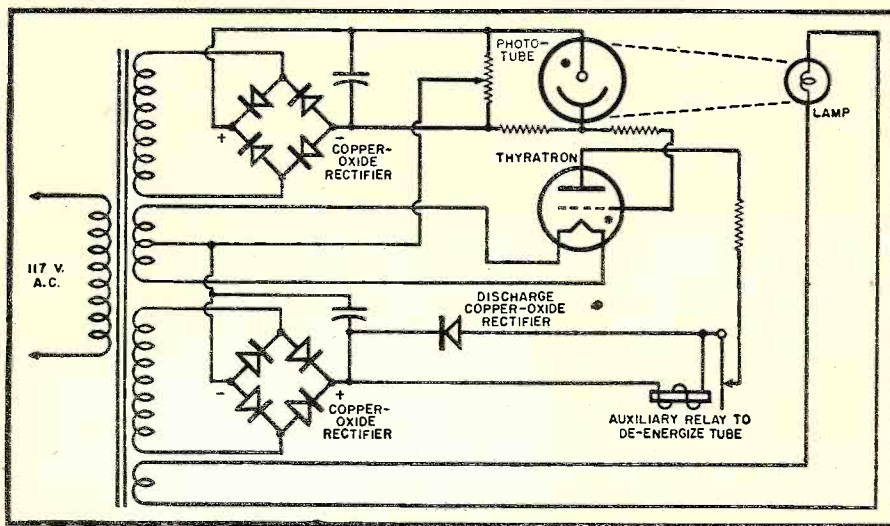 PHOTO-
TUBE
LAMP
+
-
COPPER-
OXIDE
RECTIFIER
THYRATRON
117 V.
A.C.
DISCHARGE
COPPER-OXIDE
RECTIFIER
-
+
COPPER-
OXIDE
RECTIFIER
AUXILIARY RELAY TO
DE-ENERGIZE TUBE